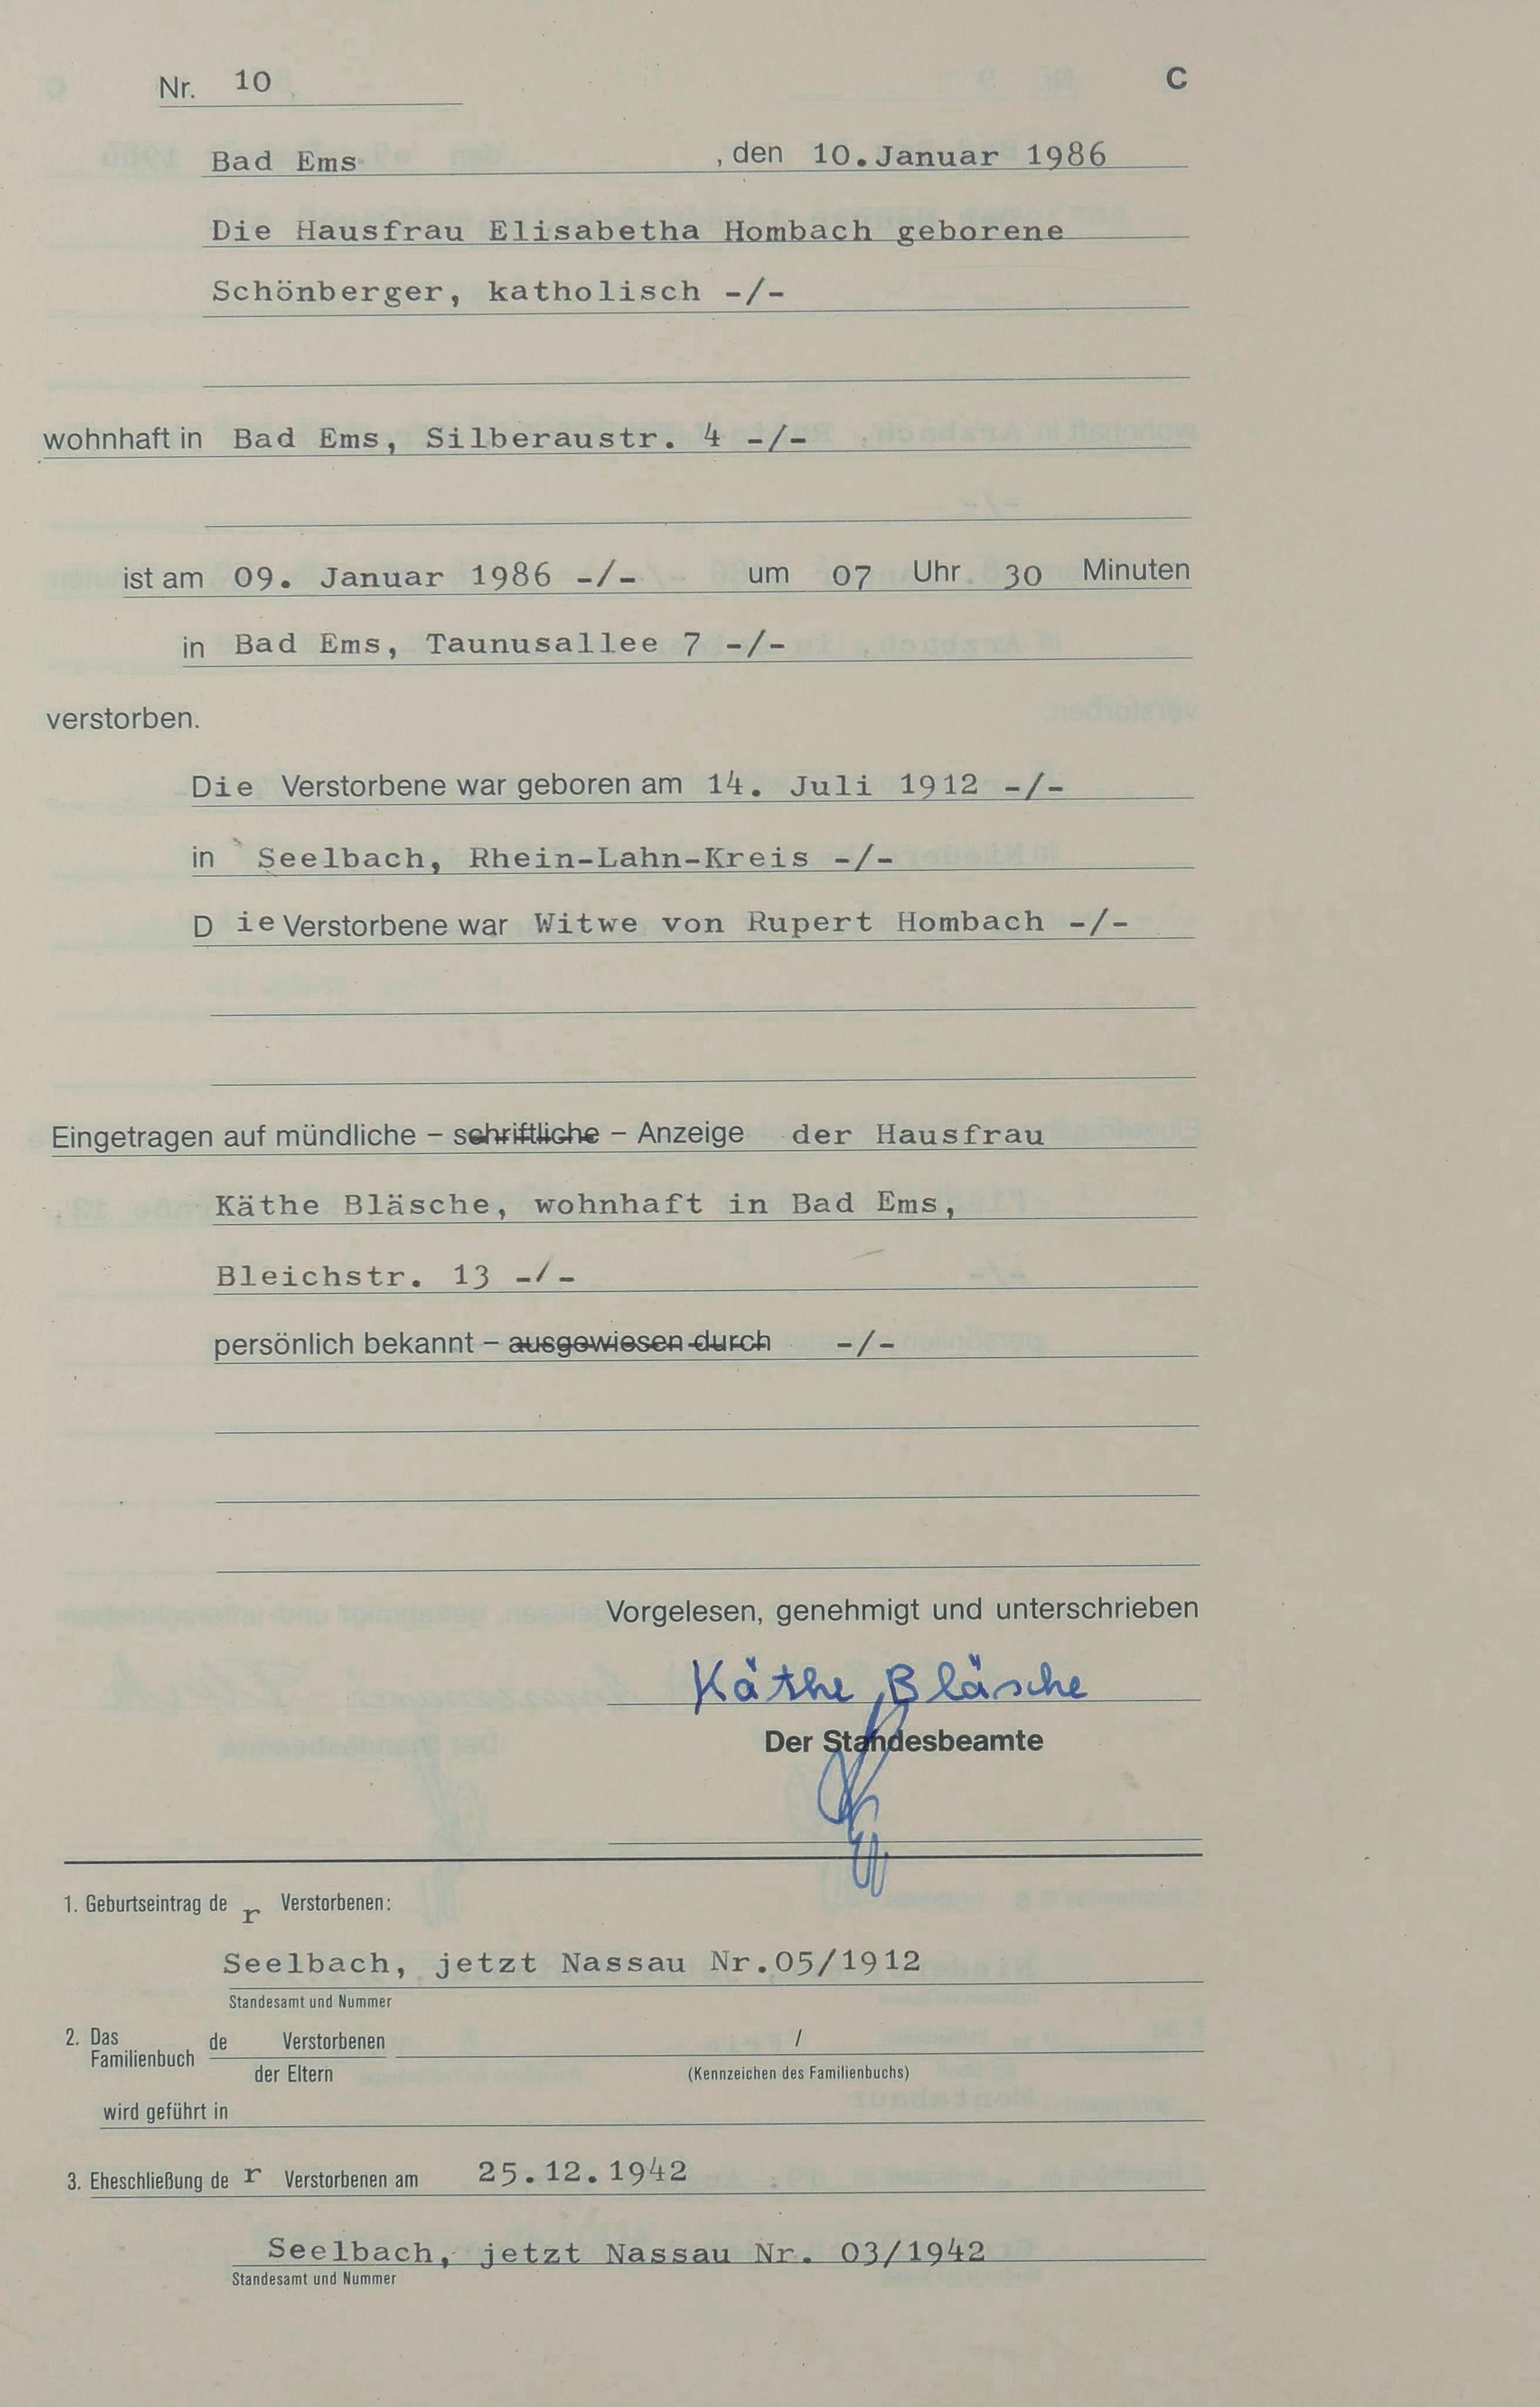 Nr. 10 C
Bad Ems , den 10. Januar 1986
Die Hausfrau Elisabetha Hombach geborene
Schönberger, katholisch -/-
wohnhaft in Bad Ems, Silberaustr. 4 -/-
ist am 09. Januar 1986 -/- um 07 Uhr 30 Minuten
in Bad Ems, Taunusallee 7 -/-
verstorben.
Die Verstorbene war geboren am 14. Juli 1912 -/-
in Seelbach, Rhein-Lahn-Kreis -/-
D ie Verstorbene war Witwe von Rupert Hombach -/-
Eingetragen auf mündliche – schriftliche – Anzeige der Hausfrau
Käthe Bläsche, wohnhaft in Bad Ems,
Bleichstr. 13 -/-
persönlich bekannt – ausgewiesen durch -/-
Vorgelesen, genehmigt und unterschrieben
Käthe Bläsche
Der Standesbeamte
1. Geburtseintrag de r Verstorbenen:
Seelbach, jetzt Nassau Nr.05/1912
Standesamt und Nummer
2. Das Familienbuch de Verstorbenen /
der Eltern (Kennzeichen des Familienbuchs)
wird geführt in
3. Eheschließung de r Verstorbenen am 25.12.1942
Seelbach, jetzt Nassau Nr. 03/1942
Standesamt und Nummer